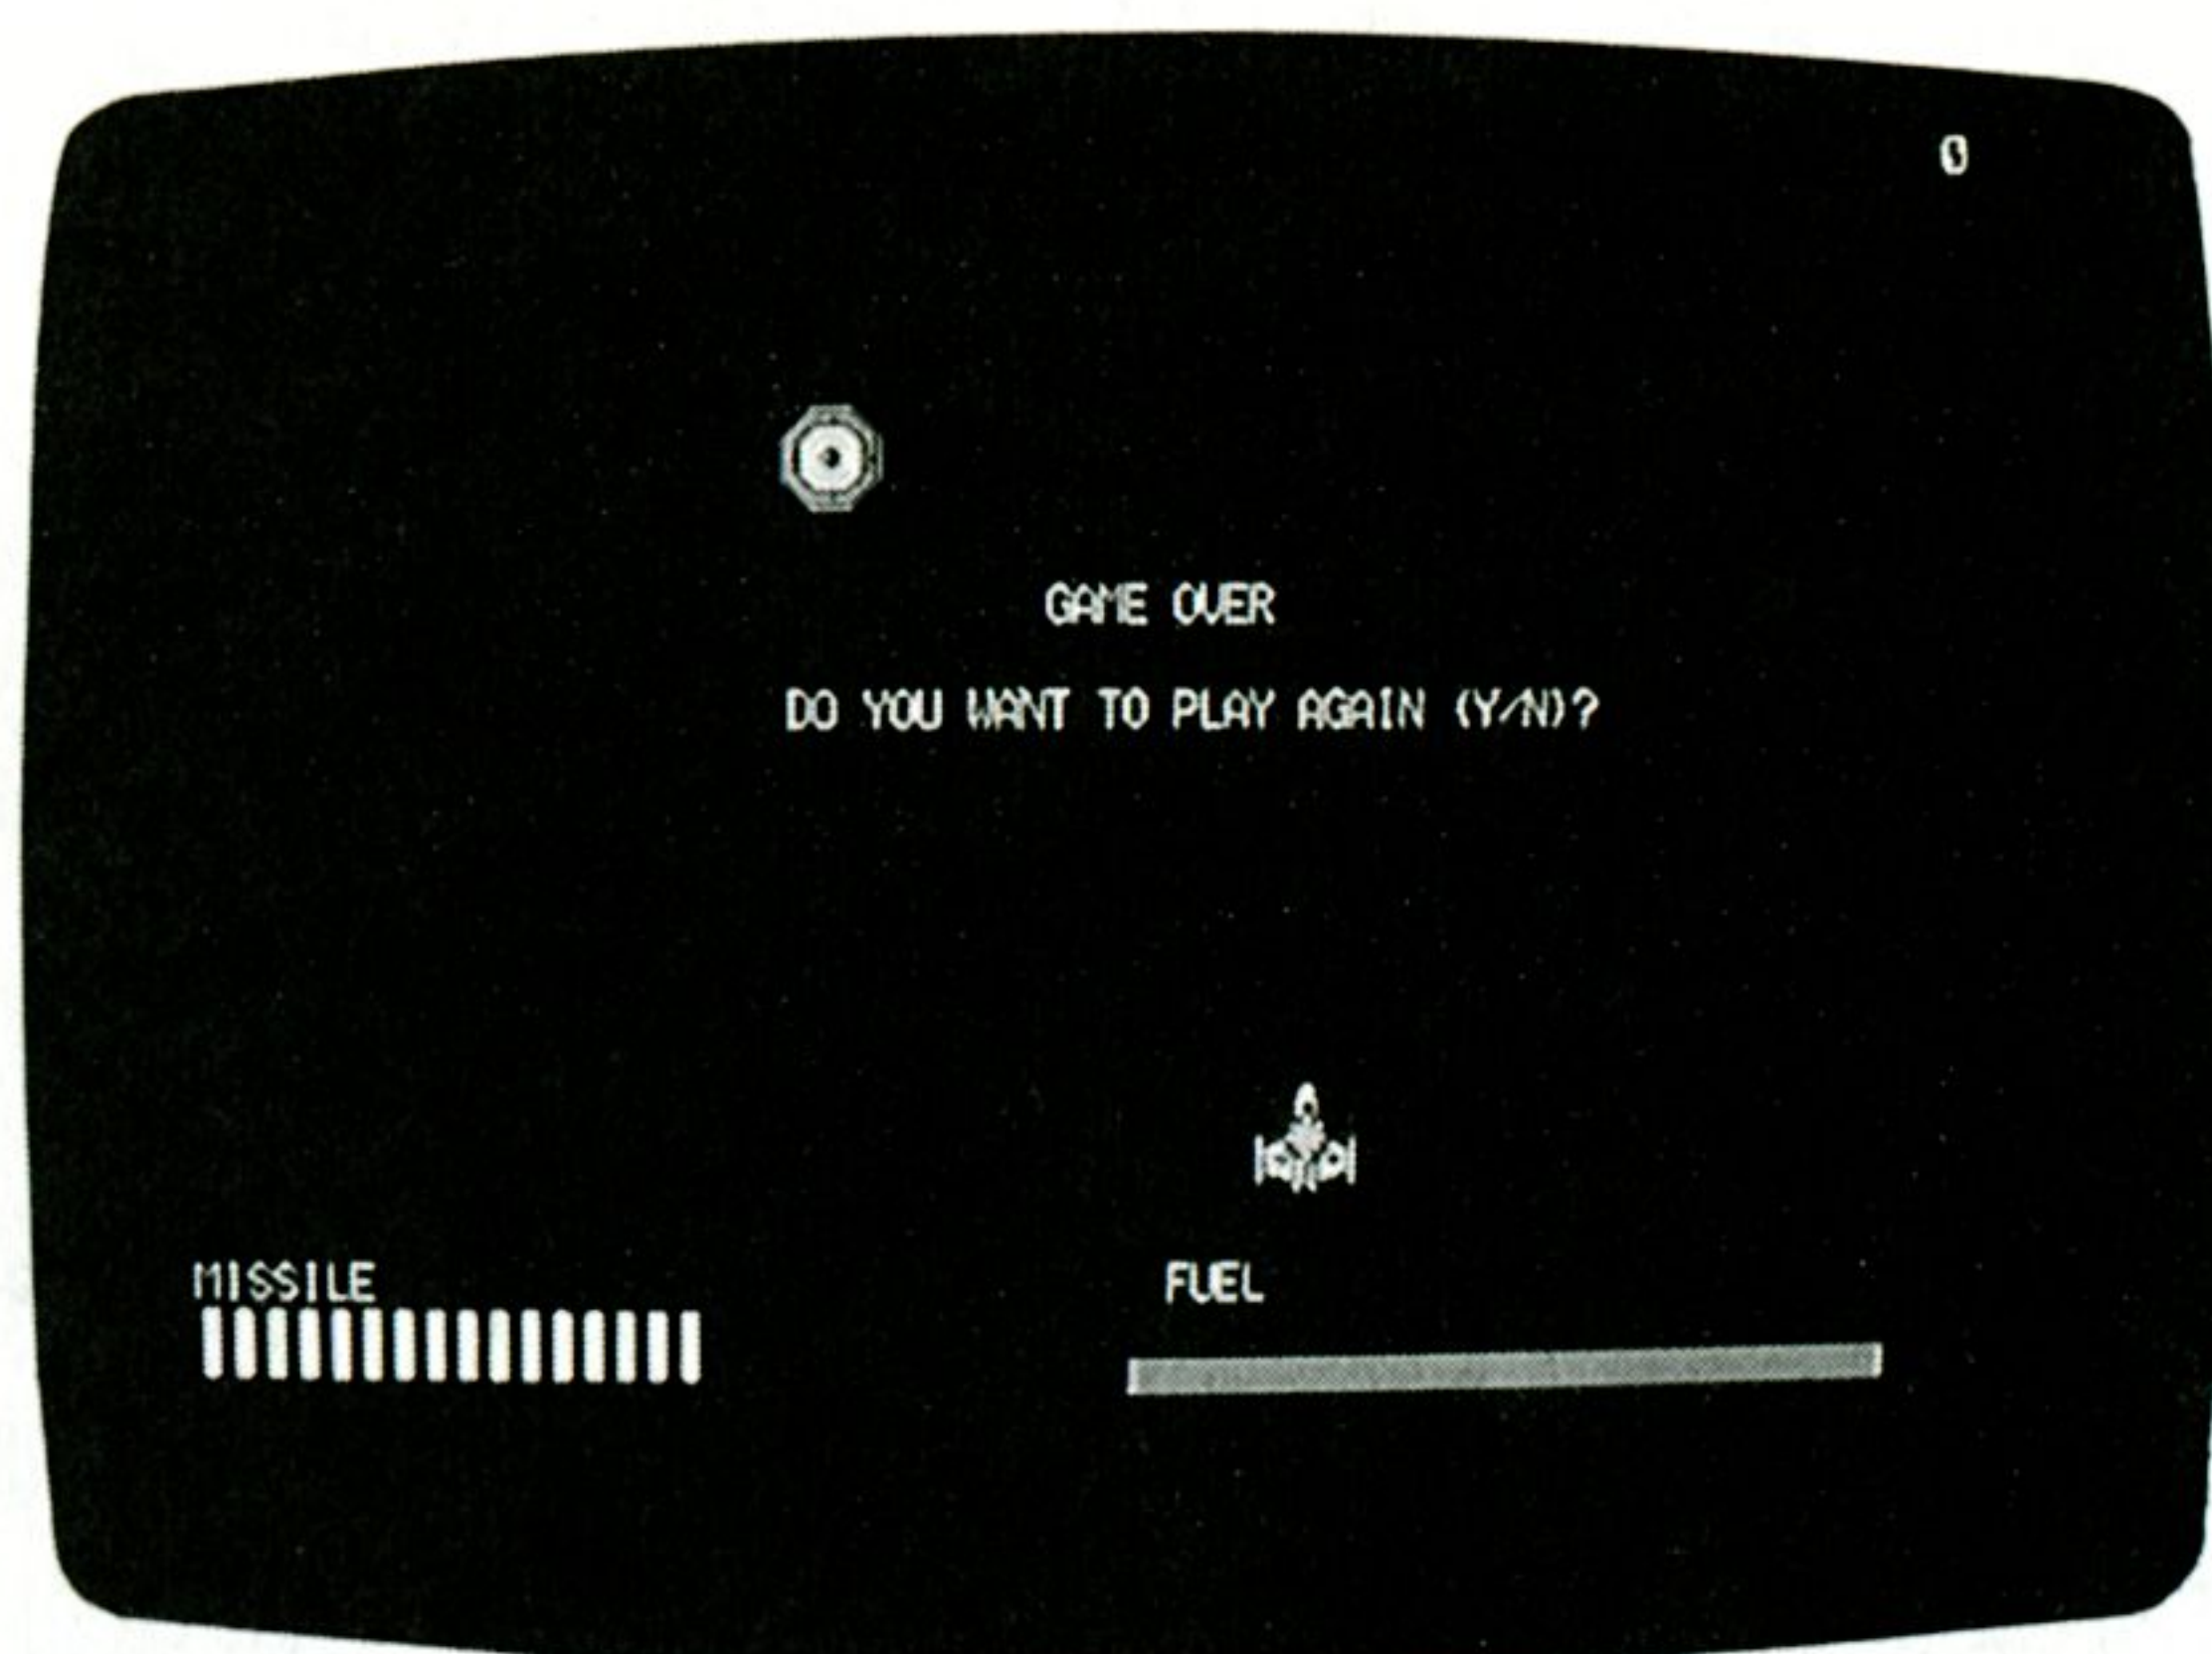 0
GAME OVER
DO YOU WANT TO PLAY AGAIN (Y/N)?
MISSILE
FUEL